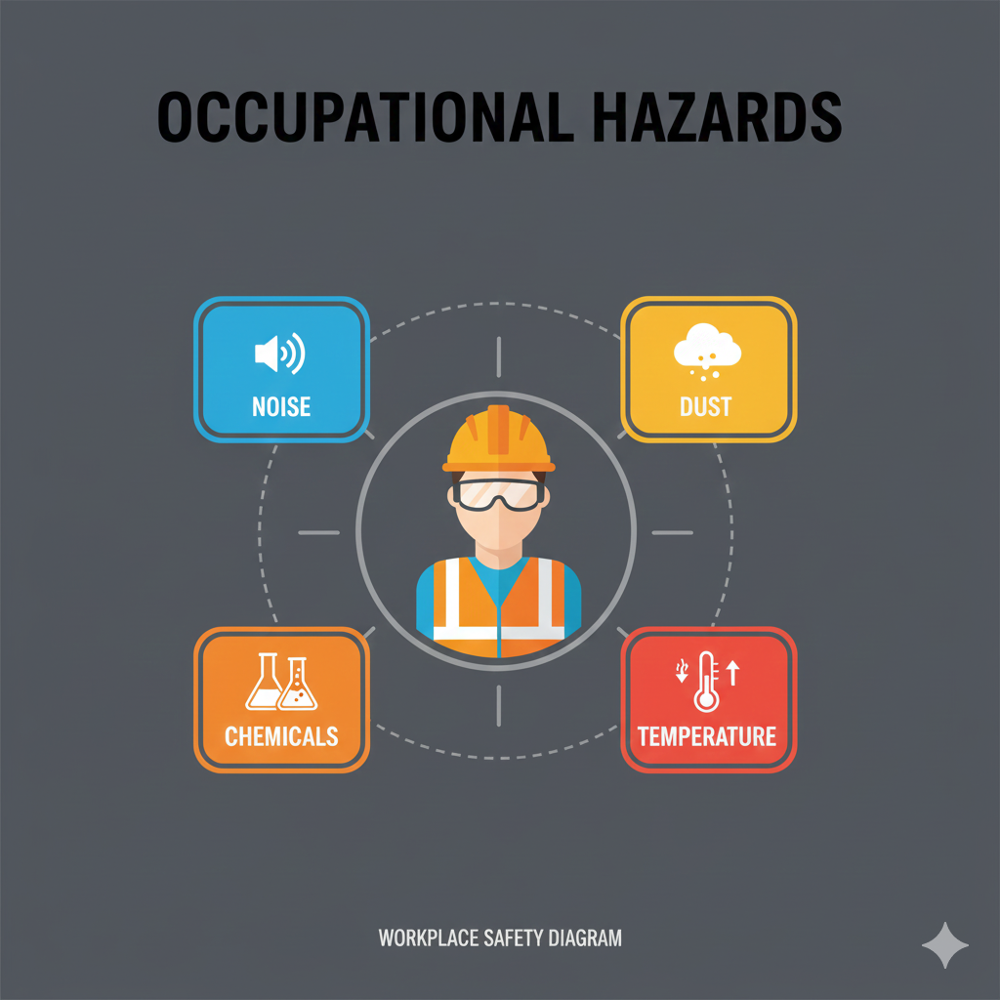 OCCUPATIONAL HAZARDS
NOISE
DUST
CHEMICALS
TEMPERATURE
WORKPLACE SAFETY DIAGRAM